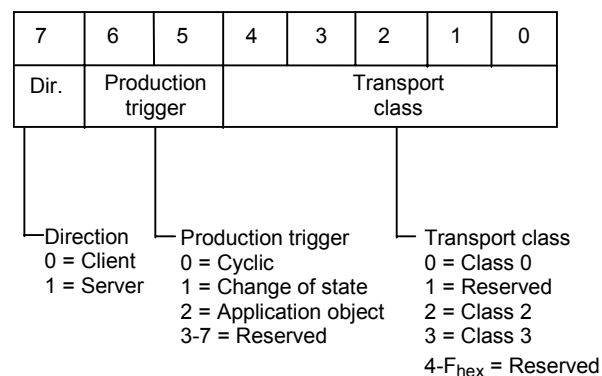 7 6 5 4 3 2 1 0
Dir. Production trigger Transport class
Direction
0 = Client
1 = Server
Production trigger
0 = Cyclic
1 = Change of state
2 = Application object
3-7 = Reserved
Transport class
0 = Class 0
1 = Reserved
2 = Class 2
3 = Class 3
4-Fhex = Reserved